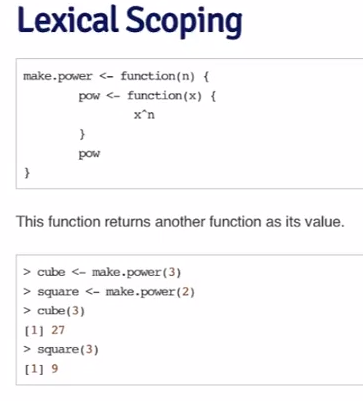 Lexical Scoping
make.power <- function(n) {
        pow <- function(x) {
                x^n
        }
        pow
}
This function returns another function as its value.
> cube <- make.power(3)
> square <- make.power(2)
> cube(3)
[1] 27
> square(3)
[1] 9